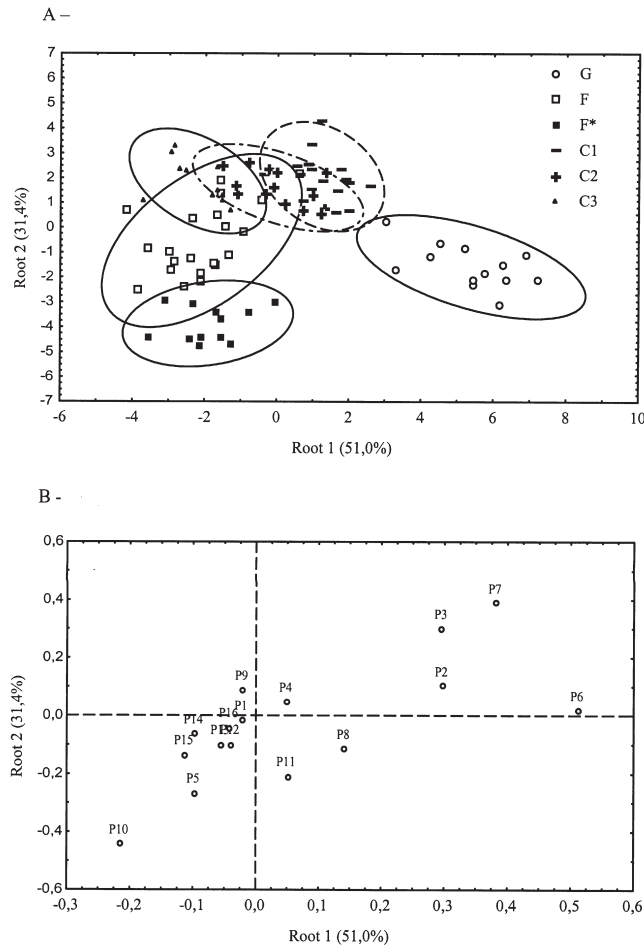 A –
7
6
5
4
3
2
1
0
-1
-2
-3
-4
-5
-6
-7
Root 2 (31,4%)
G
F
F*
C1
C2
C3
-6 -4 -2 0 2 4 6 8 10
Root 1 (51,0%)
B -
0,6
0,4
0,2
0,0
-0,2
-0,4
-0,6
Root 2 (31,4%)
P7
P3
P2
P6
P9
P4
P1
P16
P14
P15
P8
P11
P5
P10
-0,3 -0,2 -0,1 0,0 0,1 0,2 0,3 0,4 0,5 0,6
Root 1 (51,0%)